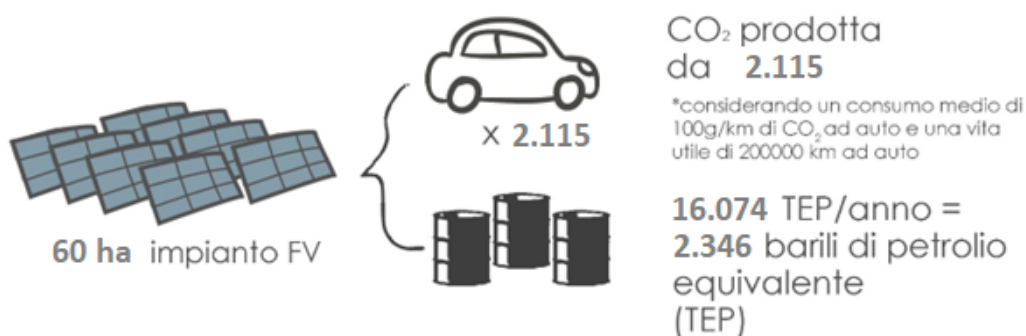 60 ha impianto FV
x 2.115
CO₂ prodotta
da 2.115
*considerando un consumo medio di
100g/km di CO₂ ad auto e una vita
utile di 200000 km ad auto
16.074 TEP/anno =
2.346 barili di petrolio
equivalente
(TEP)